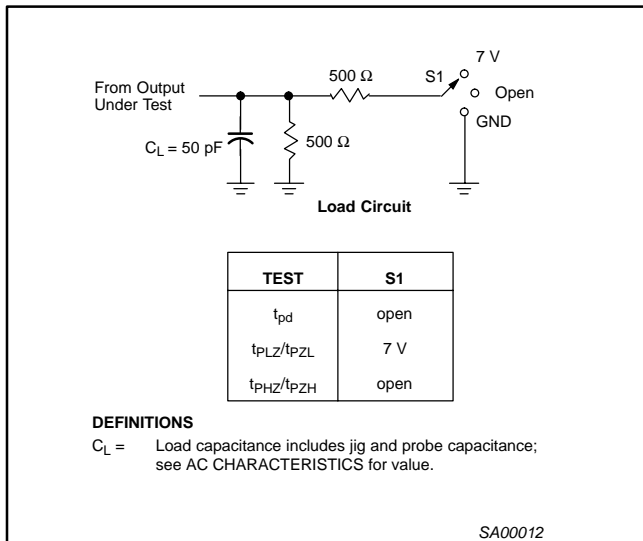 7 V
500 Ω
S1
From Output
Under Test
Open
GND
C_L = 50 pF
500 Ω
Load Circuit
TEST S1
t_pd open
t_PLZ/t_PZL 7 V
t_PHZ/t_PZH open
DEFINITIONS
C_L = Load capacitance includes jig and probe capacitance;
see AC CHARACTERISTICS for value.
SA00012